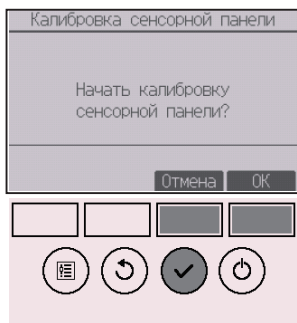 Калибровка сенсорной панели
Начать калибровку
сенсорной панели?
Отмена OK